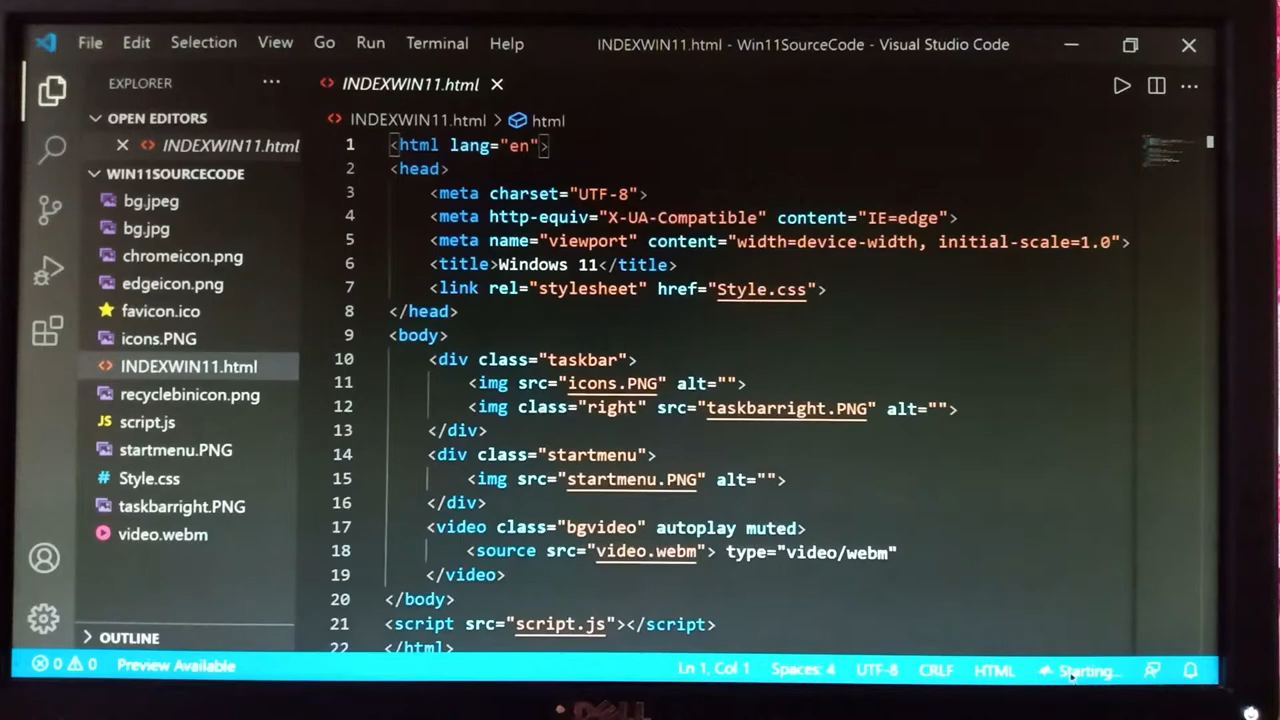 File Edit Selection View Go Run Terminal Help INDEXWIN11.html - Win11SourceCode - Visual Studio Code
EXPLORER ...
OPEN EDITORS
INDEXWIN11.html
WIN11SOURCECODE
bg.jpeg
bg.jpg
chromeicon.png
edgeicon.png
favicon.ico
icons.PNG
<> INDEXWIN11.html
recyclebinicon.png
JS script.js
startmenu.PNG
# Style.css
taskbarright.PNG
video.webm
OUTLINE
<> INDEXWIN11.html
<> INDEXWIN11.html > html
1 <html lang="en">
2 <head>
3 <meta charset="UTF-8">
4 <meta http-equiv="X-UA-Compatible" content="IE=edge">
5 <meta name="viewport" content="width=device-width, initial-scale=1.0">
6 <title>Windows 11</title>
7 <link rel="stylesheet" href="Style.css">
8 </head>
9 <body>
10 <div class="taskbar">
11 <img src="icons.PNG" alt="">
12 <img class="right" src="taskbarright.PNG" alt="">
13 </div>
14 <div class="startmenu">
15 <img src="startmenu.PNG" alt="">
16 </div>
17 <video class="bgvideo" autoplay muted>
18 <source src="video.webm"> type="video/webm"
19 </video>
20 </body>
21 <script src="script.js"></script>
22 </html>
0 0 Preview Available Ln 1, Col 1 Spaces: 4 UTF-8 CRLF HTML Starting...
DELL